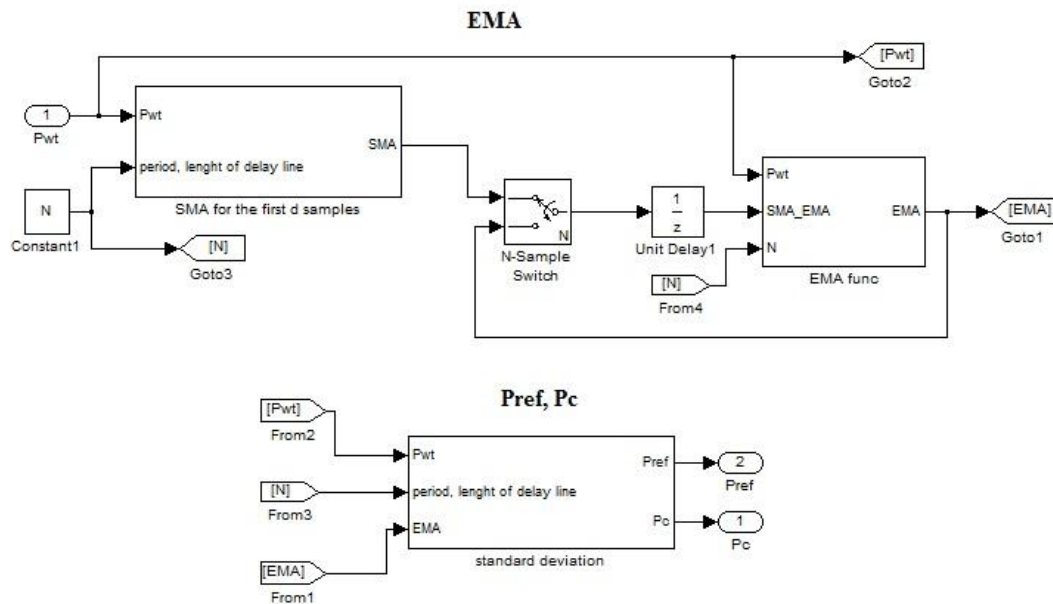 EMA
[Pwt]
Goto2
1
Pwt
Pwt
SMA
period, lenght of delay line
SMA for the first d samples
N
Constant1
[N]
Goto3
N
N-Sample
Switch
1
z
Unit Delay1
[N]
From4
Pwt
SMA_EMA
EMA
N
EMA func
[EMA]
Goto1
Pref, Pc
[Pwt]
From2
[N]
From3
[EMA]
From1
Pwt
Pref
period, lenght of delay line
EMA
Pc
standard deviation
2
Pref
1
Pc